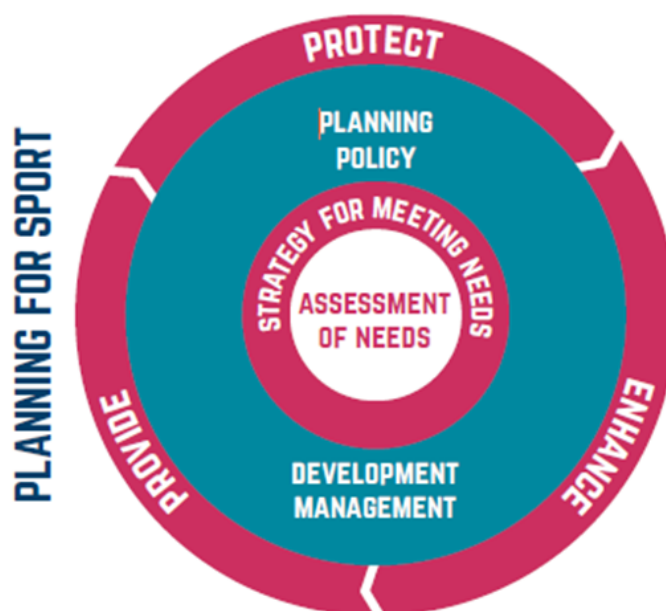 PLANNING FOR SPORT
PROTECT
PLANNING
POLICY
STRATEGY FOR MEETING NEEDS
ASSESSMENT
OF NEEDS
DEVELOPMENT
MANAGEMENT
PROVIDE
ENHANCE